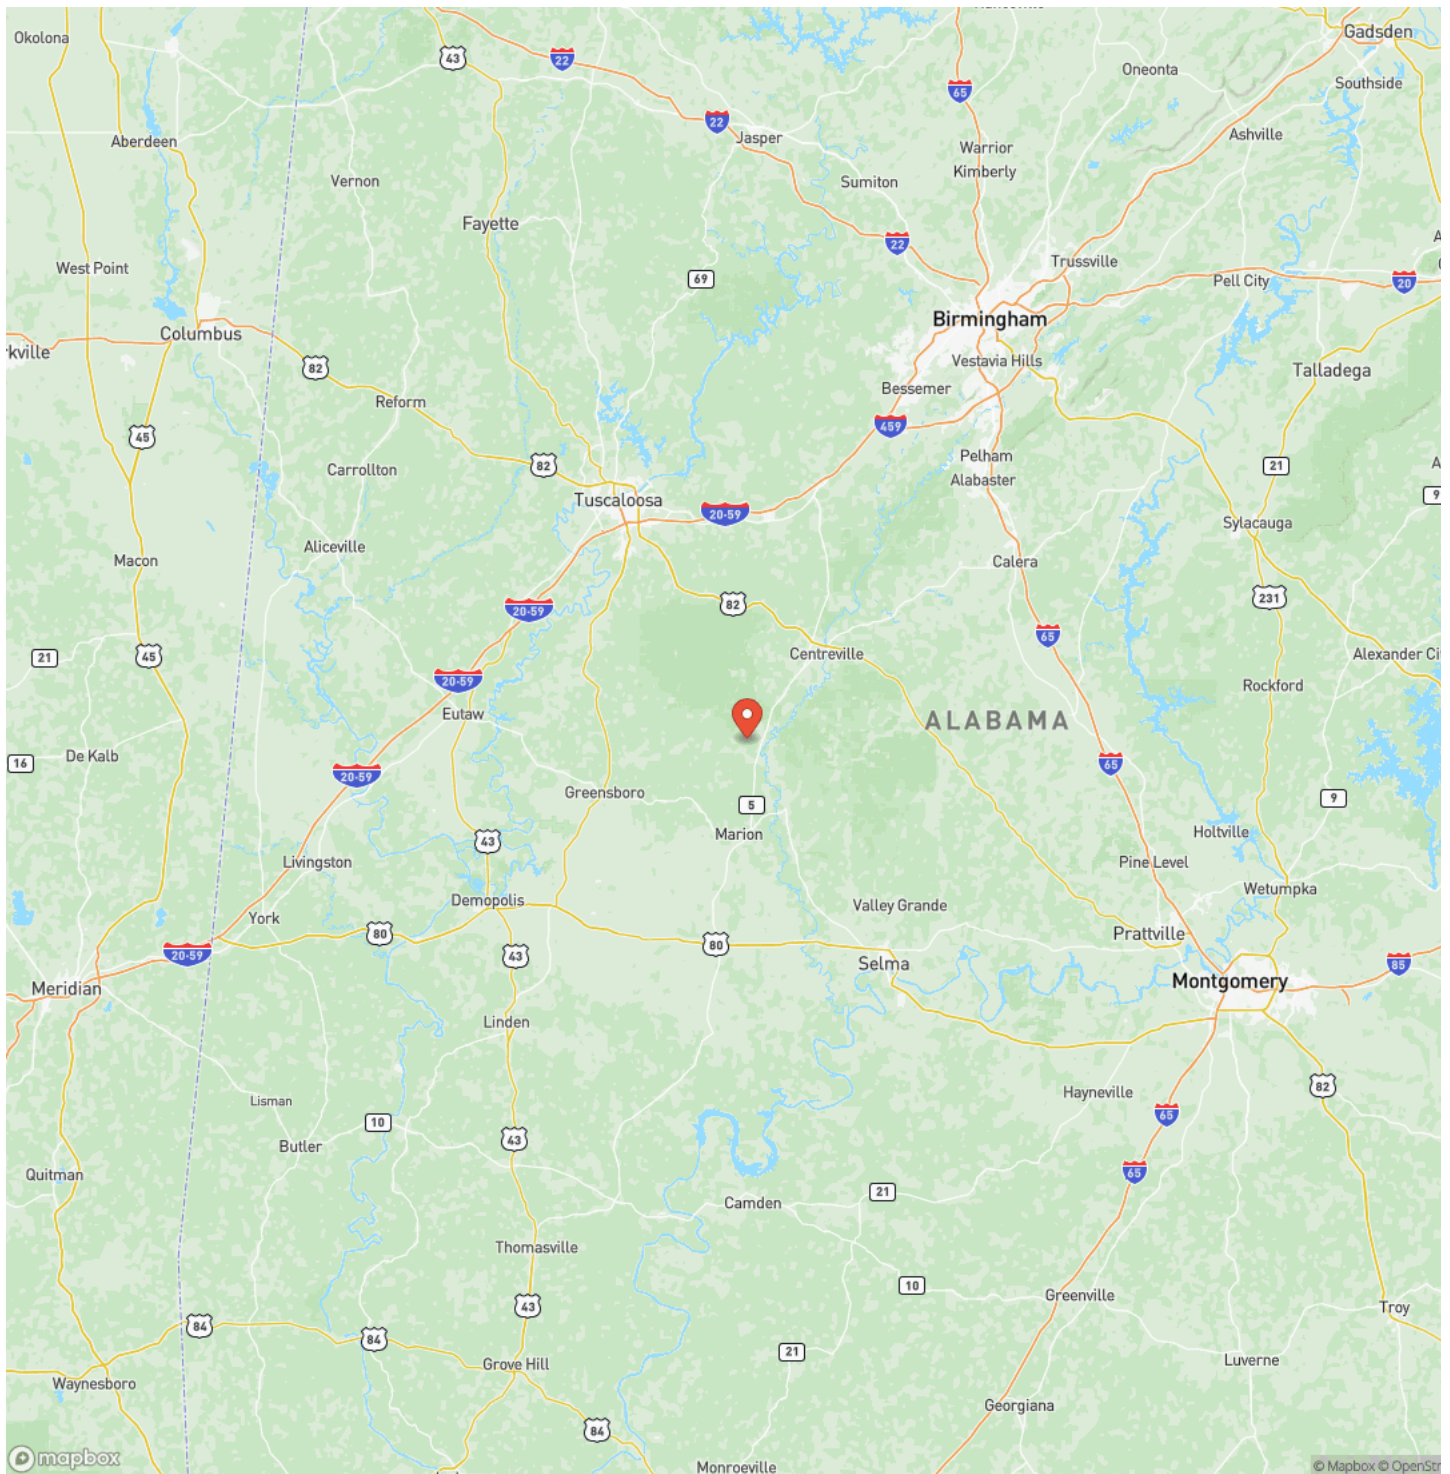 Okolona
43
22
Gadsden
Oneonta
65
Southside
22
Jasper
Aberdeen
Warrior
Ashville
Kimberly
Vernon
Sumiton
Fayette
22
Trussville
West Point
69
Pell City
20
Birmingham
Columbus
Vestavia Hills
82
Talladega
Bessemer
Reform
459
45
Pelham
82
21
Carrollton
Alabaster
Tuscaloosa
20-59
Sylacauga
Aliceville
Macon
Calera
231
82
20-59
65
21
45
Centreville
Alexander Ci
20-59
Rockford
Eutaw
ALABAMA
De Kalb
16
65
20-59
Greensboro
5
9
Marion
Holtville
43
Livingston
Pine Level
Wetumpka
Demopolis
Valley Grande
York
80
Prattville
80
20-59
43
Selma
85
Meridian
Montgomery
Linden
82
Lisman
Hayneville
10
65
43
Butler
65
Quitman
21
Camden
Thomasville
10
Greenville
43
Troy
84
84
21
Grove Hill
Luverne
Waynesboro
Georgiana
84
mapbox
Monroeville
© Mapbox © OpenStr